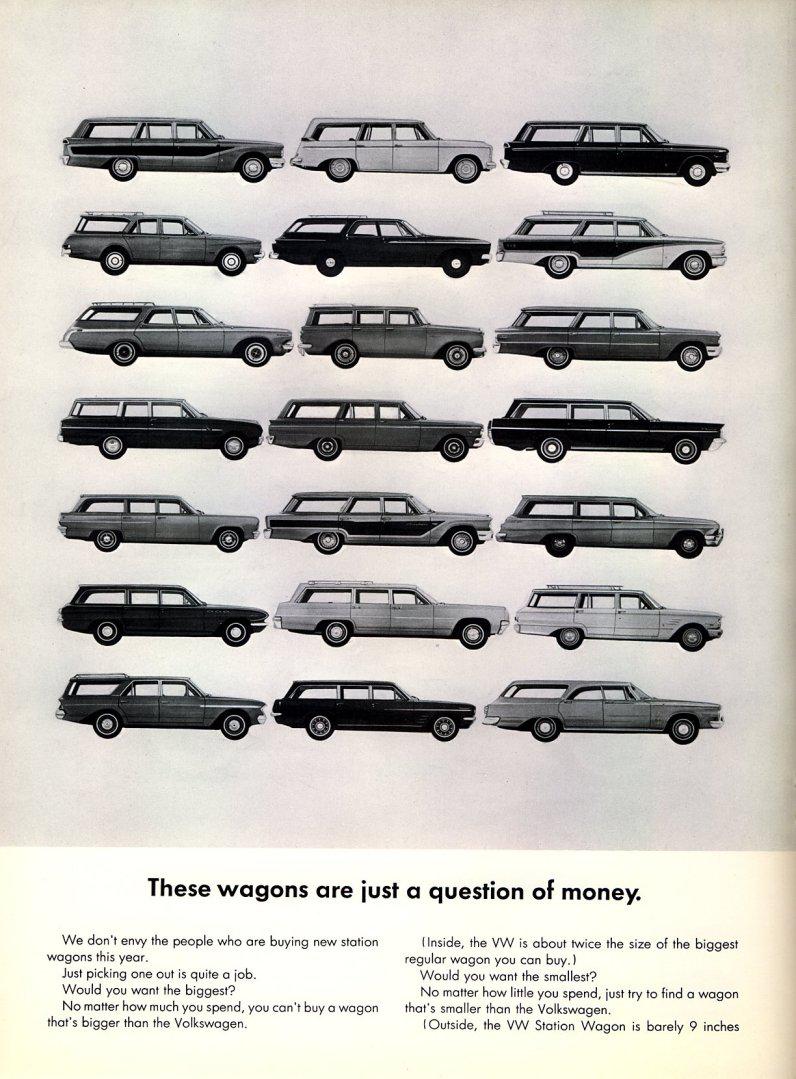 These wagons are just a question of money.
We don't envy the people who are buying new station
wagons this year.
Just picking one out is quite a job.
Would you want the biggest?
No matter how much you spend, you can't buy a wagon
that's bigger than the Volkswagen.
(Inside, the VW is about twice the size of the biggest
regular wagon you can buy.)
Would you want the smallest?
No matter how little you spend, just try to find a wagon
that's smaller than the Volkswagen.
(Outside, the VW Station Wagon is barely 9 inches